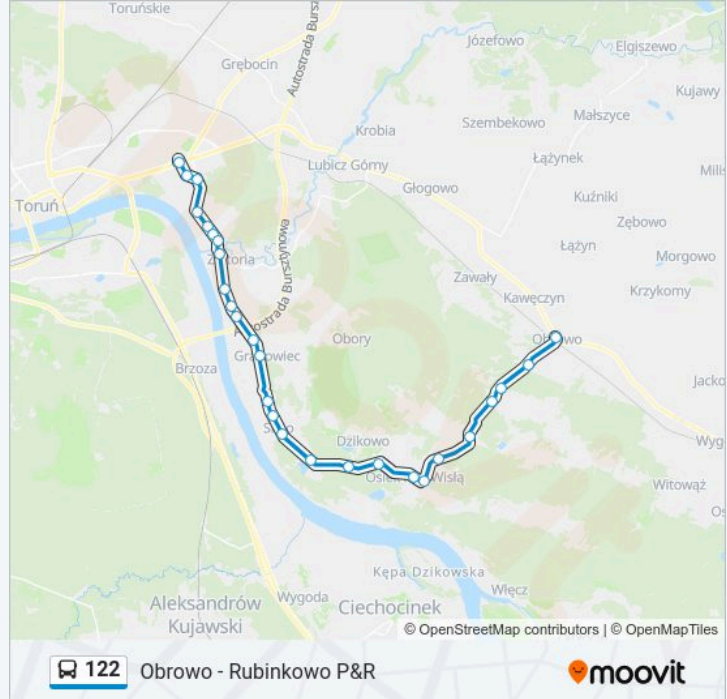 Toruńskie
Józefowo
Elgiszewo
Grębocin
Autostrada Burs
Kujawy
Małszyce
Szembekowo
Krobia
Łążynek
Lubicz Górny
Głogowo
Kuźniki
Toruń
Zębowo
Łążyn
Morgowo
Autostrada Bursztynowa
Zawały
Krzykomy
Kawęczyn
Obory
Brzoza
Dzikowo
Wisłą
Witowąż
Kępa Dzikowska
Włęcz
Wygoda
Aleksandrów
Kujawski
Ciechocinek
© OpenStreetMap contributors | © OpenMapTiles
122 Obrowo - Rubinkowo P&R
moovit